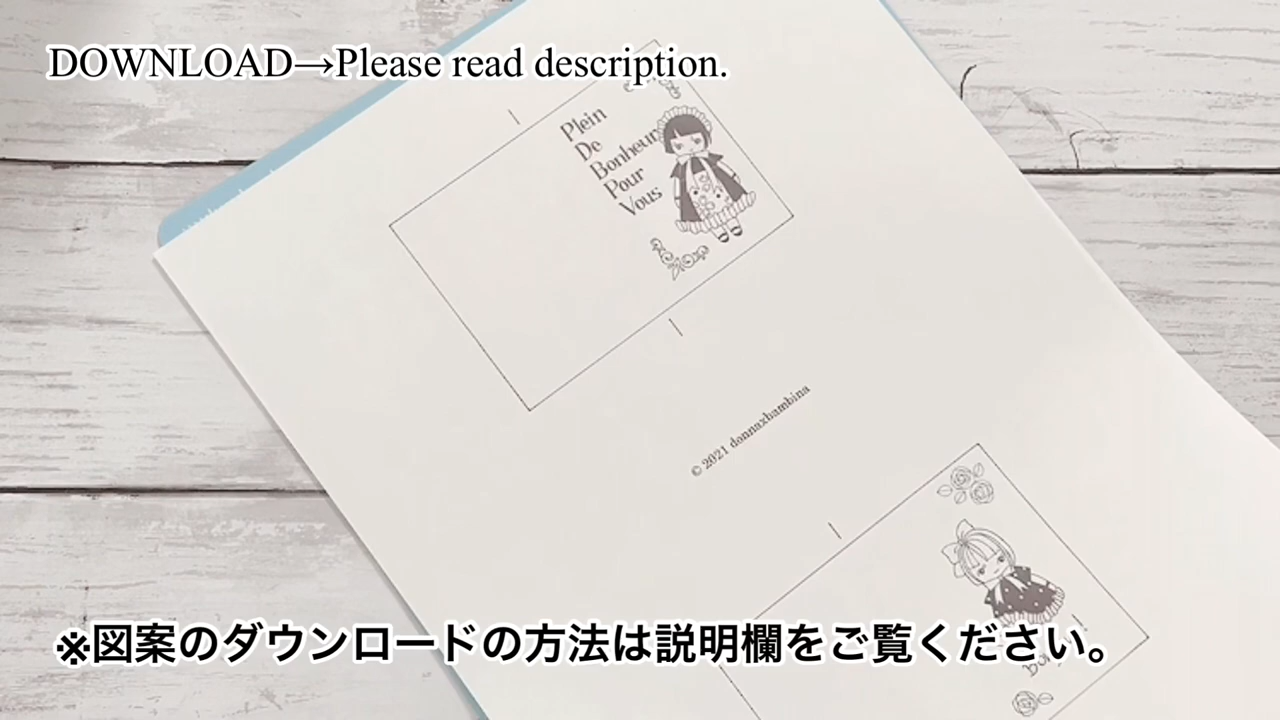 DOWNLOAD→Please read description.
Plein
De
Bonheur
Pour
Vous
© 2021 donnaxbambina
※図案のダウンロードの方法は説明欄をご覧ください。